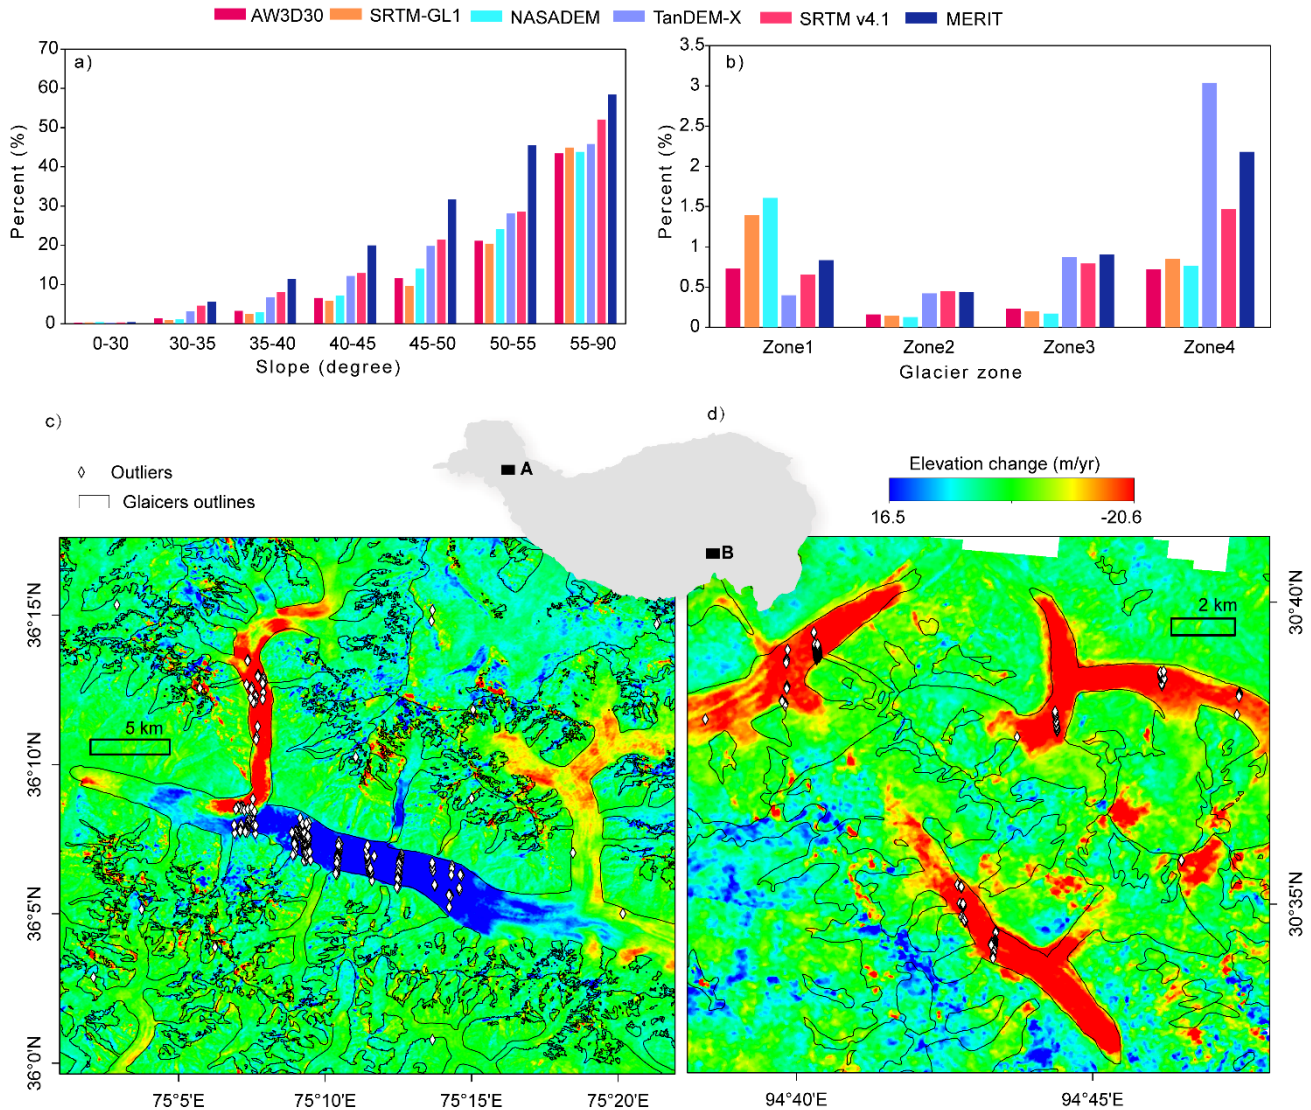 AW3D30 SRTM-GL1 NASADEM TanDEM-X SRTM v4.1 MERIT
a)
Percent (%)
70
60
50
40
30
20
10
0
0-30 30-35 35-40 40-45 45-50 50-55 55-90
Slope (degree)
b)
Percent (%)
3.5
3
2.5
2
1.5
1
0.5
0
Zone1 Zone2 Zone3 Zone4
Glacier zone
c)
Outliers
Glaicers outlines
A
B
d)
Elevation change (m/yr)
16.5 -20.6
36°15'N
36°10'N
36°5'N
36°0'N
5 km
75°5'E 75°10'E 75°15'E 75°20'E
2 km
30°40'N
30°35'N
94°40'E 94°45'E